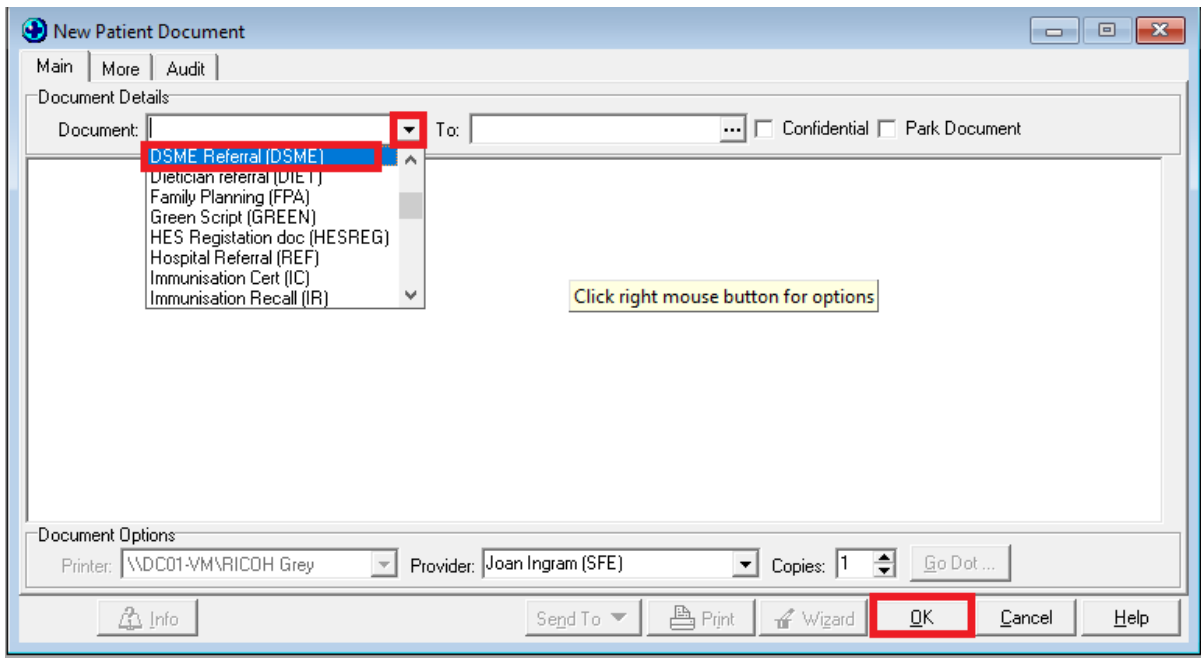 New Patient Document
Main More Audit
Document Details
Document: To: ... Confidential Park Document
DSME Referral (DSME)
Dietician referral (DIET)
Family Planning (FPA)
Green Script (GREEN)
HES Registation doc (HESREG)
Hospital Referral (REF)
Immunisation Cert (IC)
Immunisation Recall (IR)
Click right mouse button for options
Document Options
Printer: \\DC01-VM\RICOH Grey Provider: Joan Ingram (SFE) Copies: 1 Go Dot ...
Info Send To Print Wizard OK Cancel Help